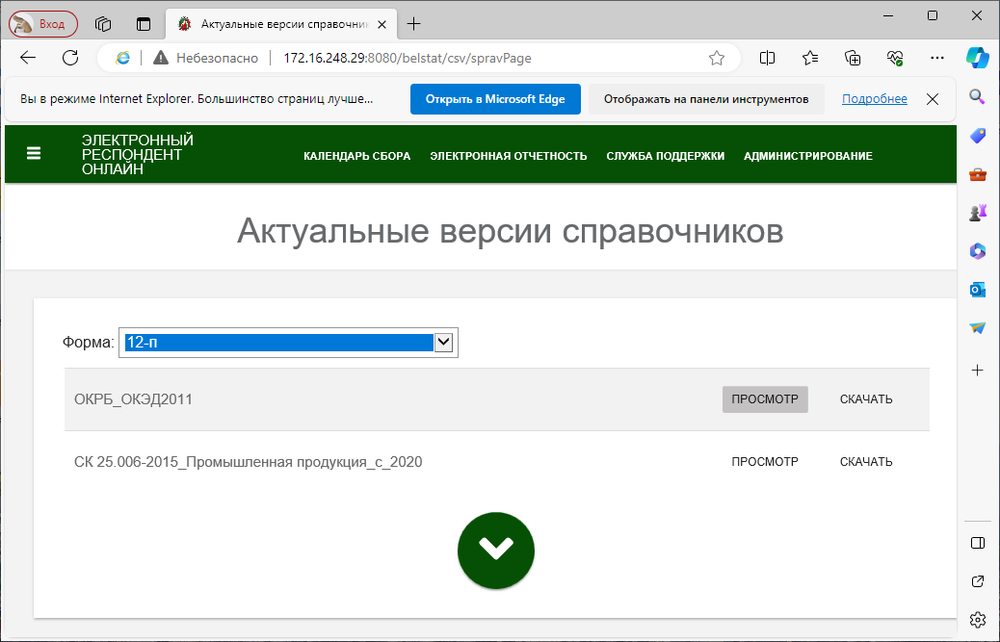 Вход
Актуальные версии справочник
Небезопасно
172.16.248.29:8080/belstat/csv/spravPage
Вы в режиме Internet Explorer. Большинство страниц лучше...
Открыть в Microsoft Edge
Отображать на панели инструментов
Подробнее
ЭЛЕКТРОННЫЙ
РЕСПОНДЕНТ
ОНЛАЙН
КАЛЕНДАРЬ СБОРА
ЭЛЕКТРОННАЯ ОТЧЕТНОСТЬ
СЛУЖБА ПОДДЕРЖКИ
АДМИНИСТРИРОВАНИЕ
Актуальные версии справочников
Форма: 12-п
ОКРБ_ОКЭД2011 ПРОСМОТР СКАЧАТЬ
СК 25.006-2015_Промышленная продукция_с_2020 ПРОСМОТР СКАЧАТЬ